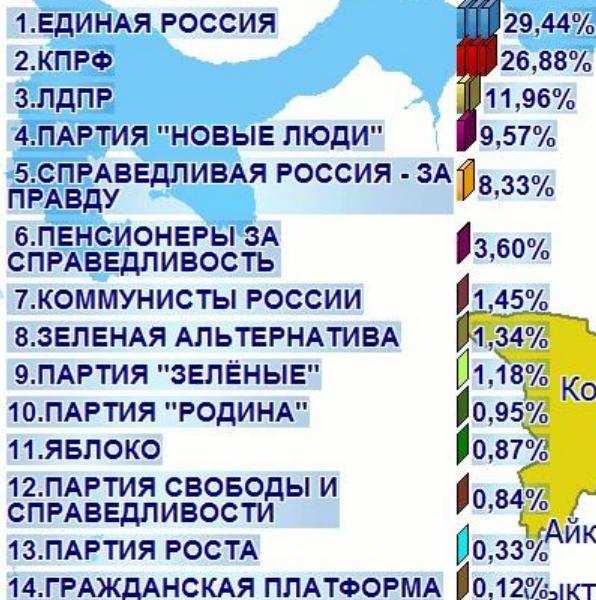 1.ЕДИНАЯ РОССИЯ 29,44%
2.КПРФ 26,88%
3.ЛДПР 11,96%
4.ПАРТИЯ "НОВЫЕ ЛЮДИ" 9,57%
5.СПРАВЕДЛИВАЯ РОССИЯ - ЗА
ПРАВДУ 8,33%
6.ПЕНСИОНЕРЫ ЗА
СПРАВЕДЛИВОСТЬ 3,60%
7.КОММУНИСТЫ РОССИИ 1,45%
8.ЗЕЛЕНАЯ АЛЬТЕРНАТИВА 1,34%
9.ПАРТИЯ "ЗЕЛЁНЫЕ" 1,18%
Ко
10.ПАРТИЯ "РОДИНА" 0,95%
11.ЯБЛОКО 0,87%
12.ПАРТИЯ СВОБОДЫ И
СПРАВЕДЛИВОСТИ 0,84%
Айк
13.ПАРТИЯ РОСТА 0,33%
14.ГРАЖДАНСКАЯ ПЛАТФОРМА 0,12%
ыкт